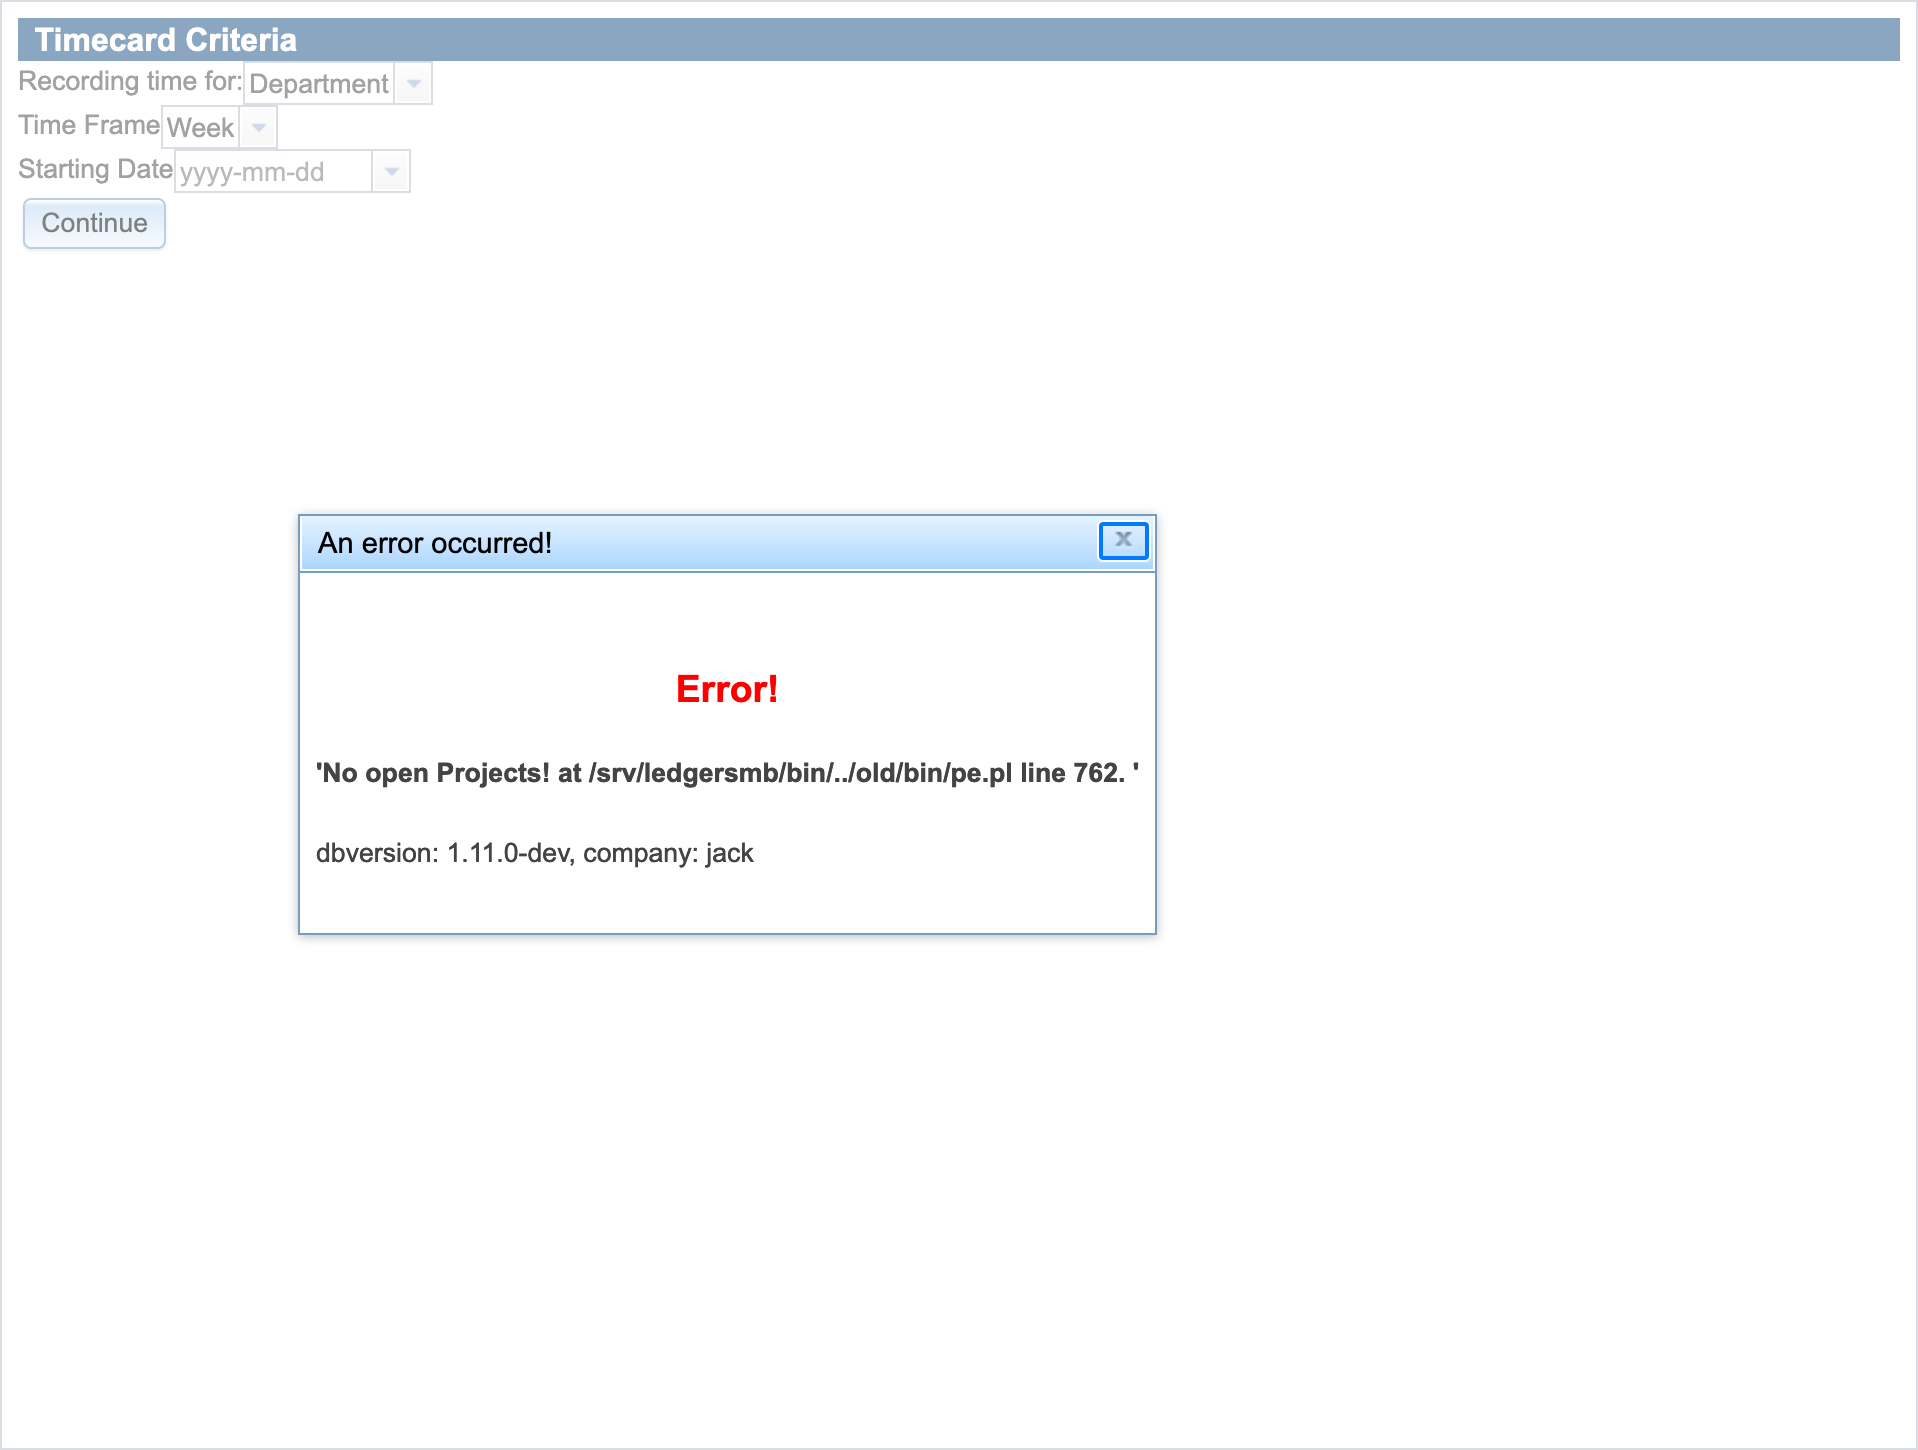 Timecard Criteria
Recording time for: Department
Time Frame Week
Starting Date yyyy-mm-dd
Continue
An error occurred! x
Error!
'No open Projects! at /srv/ledgersmb/bin/../old/bin/pe.pl line 762. '
dbversion: 1.11.0-dev, company: jack